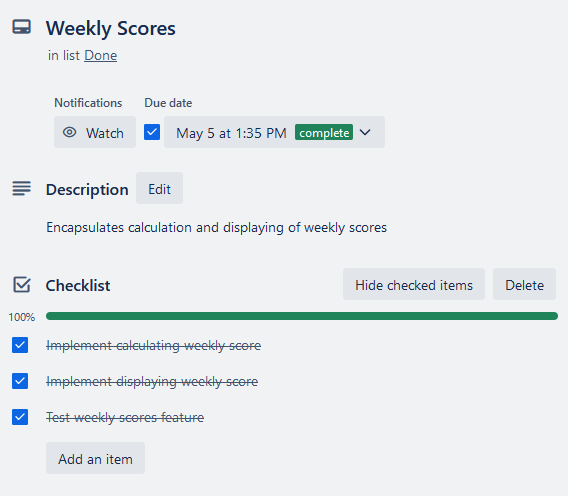 Weekly Scores
in list Done
Notifications Due date
Watch May 5 at 1:35 PM complete
Description Edit
Encapsulates calculation and displaying of weekly scores
Checklist Hide checked items Delete
100%
Implement calculating weekly score
Implement displaying weekly score
Test weekly scores feature
Add an item